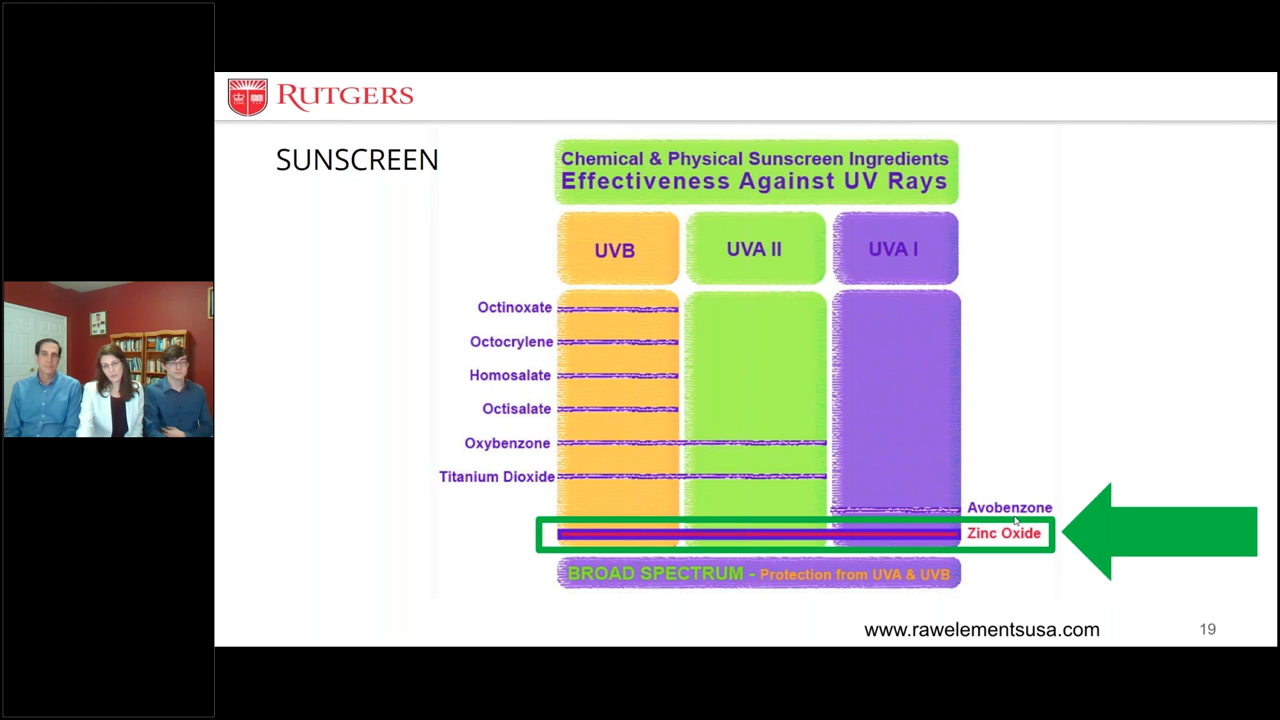 RUTGERS
SUNSCREEN
Chemical & Physical Sunscreen Ingredients
Effectiveness Against UV Rays
UVB UVA II UVA I
Octinoxate
Octocrylene
Homosalate
Octisalate
Oxybenzone
Titanium Dioxide
Avobenzone
Zinc Oxide
BROAD SPECTRUM - Protection from UVA & UVB
www.rawelementsusa.com
19